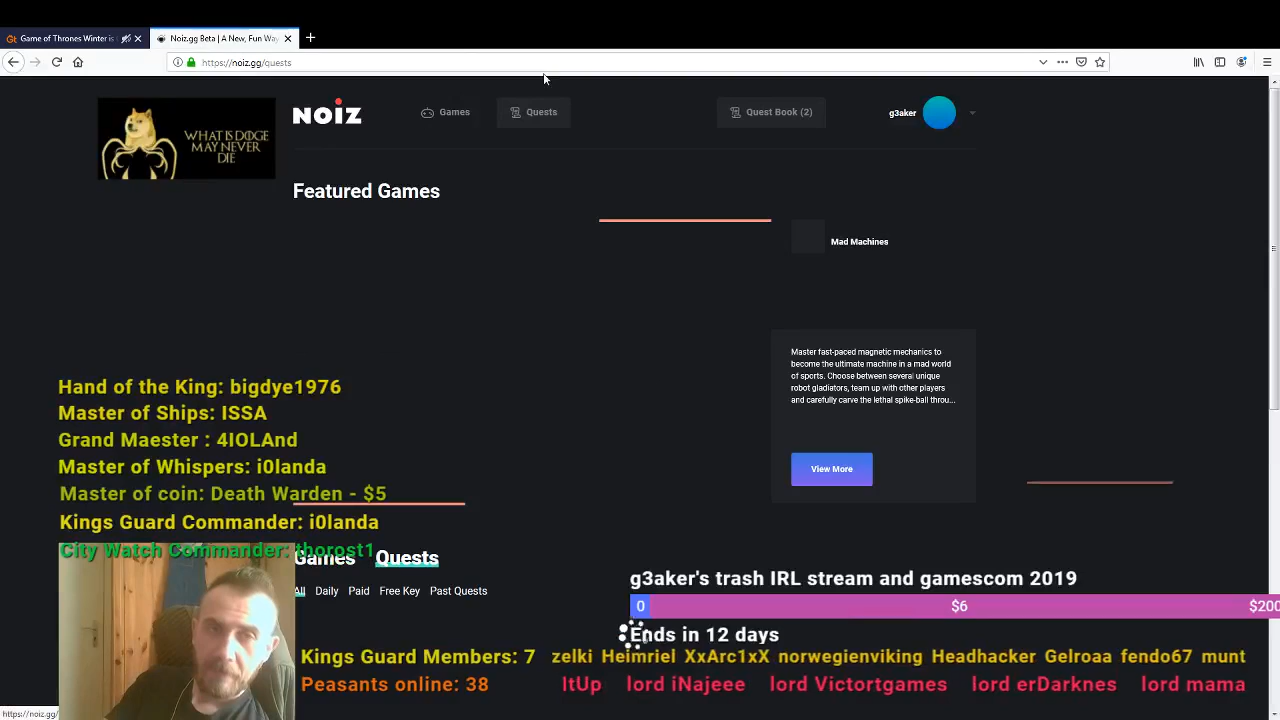 Game of Thrones Winter is
Noiz.gg Beta | A New, Fun Wa
https://noiz.gg/quests
WHAT IS DOGE
MAY NEVER
DIE
NOIZ
Games
Quests
Quest Book (2)
g3aker
Featured Games
Mad Machines
Master fast-paced magnetic mechanics to
become the ultimate machine in a mad world
of sports. Choose between several unique
robot gladiators, team up with other players
and carefully carve the lethal spike-ball throu...
View More
Hand of the King: bigdye1976
Master of Ships: ISSA
Grand Maester : 4IOLAnd
Master of Whispers: i0landa
Master of coin: Death Warden - $5
Kings Guard Commander: i0landa
City Watch Commander: thorost1
Games Quests
All Daily Paid Free Key Past Quests
g3aker's trash IRL stream and gamescom 2019
0 $6 $200
Ends in 12 days
Kings Guard Members: 7 zelki Heimriel XxArc1xX norwegienviking Headhacker Gelroaa fendo67 munt
Peasants online: 38 ItUp lord iNajeee lord Victortgames lord erDarknes lord mama
https://noiz.gg/